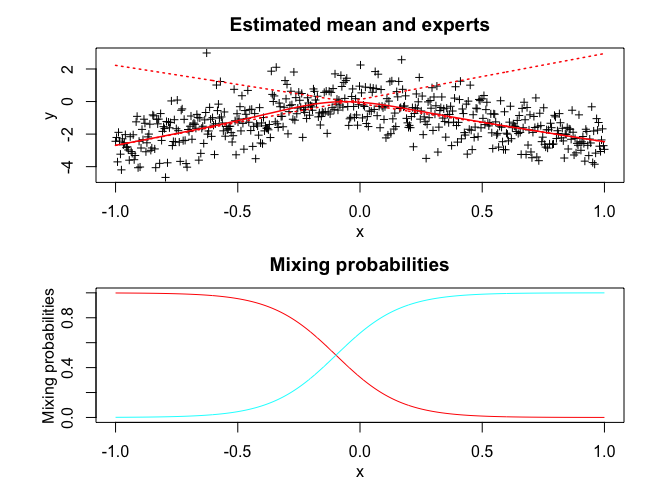 Estimated mean and experts
y
2
0
-2
-4
-1.0 -0.5 0.0 0.5 1.0
x
Mixing probabilities
Mixing probabilities
0.8
0.4
0.0
-1.0 -0.5 0.0 0.5 1.0
x